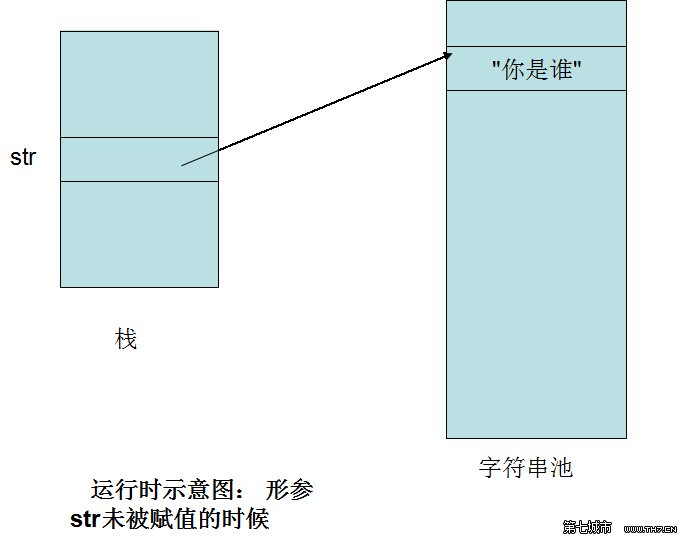 "你是谁"
str
栈
字符串池
运行时示意图： 形参
str未被赋值的时候
第七城市 WWW.TH7.CN